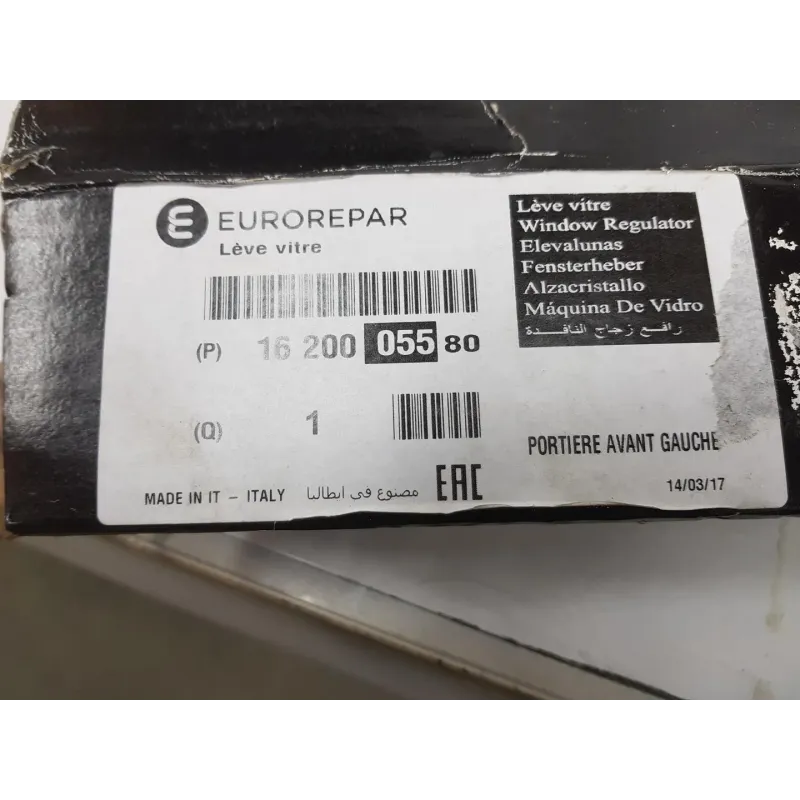 EUROREPAR
Lève vitre
(P) 16 200 055 80
(Q) 1
MADE IN IT - ITALY مصنوع في ايطاليا EAC
Lève vitre
Window Regulator
Elevalunas
Fensterheber
Alzacristallo
Máquina De Vidro
رافع زجاج النافذة
PORTIERE AVANT GAUCHE
14/03/17